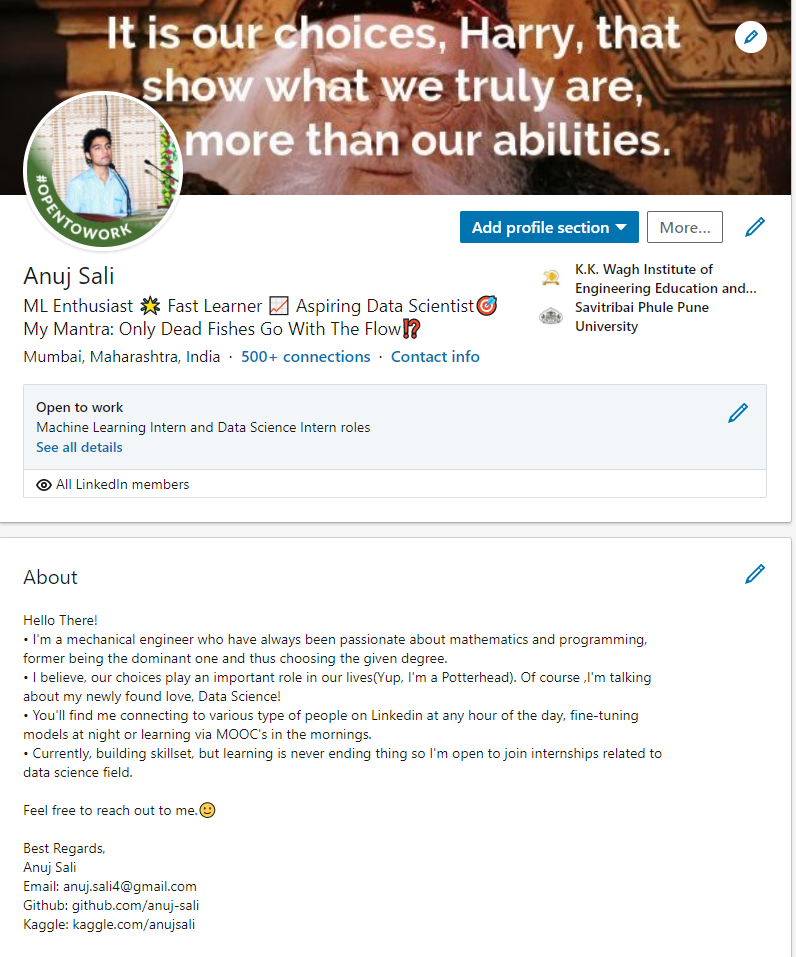 It is our choices, Harry, that
show what we truly are,
more than our abilities.
#OPENTOWORK
Add profile section
More...
Anuj Sali
ML Enthusiast 🌟 Fast Learner 📈 Aspiring Data Scientist🎯
My Mantra: Only Dead Fishes Go With The Flow⁉️
Mumbai, Maharashtra, India · 500+ connections · Contact info
K.K. Wagh Institute of
Engineering Education and...
Savitribai Phule Pune
University
Open to work
Machine Learning Intern and Data Science Intern roles
See all details
All LinkedIn members
About
Hello There!
• I'm a mechanical engineer who have always been passionate about mathematics and programming,
former being the dominant one and thus choosing the given degree.
• I believe, our choices play an important role in our lives(Yup, I'm a Potterhead). Of course ,I'm talking
about my newly found love, Data Science!
• You'll find me connecting to various type of people on Linkedin at any hour of the day, fine-tuning
models at night or learning via MOOC's in the mornings.
• Currently, building skillset, but learning is never ending thing so I'm open to join internships related to
data science field.
Feel free to reach out to me.🙂
Best Regards,
Anuj Sali
Email: anuj.sali4@gmail.com
Github: github.com/anuj-sali
Kaggle: kaggle.com/anujsali